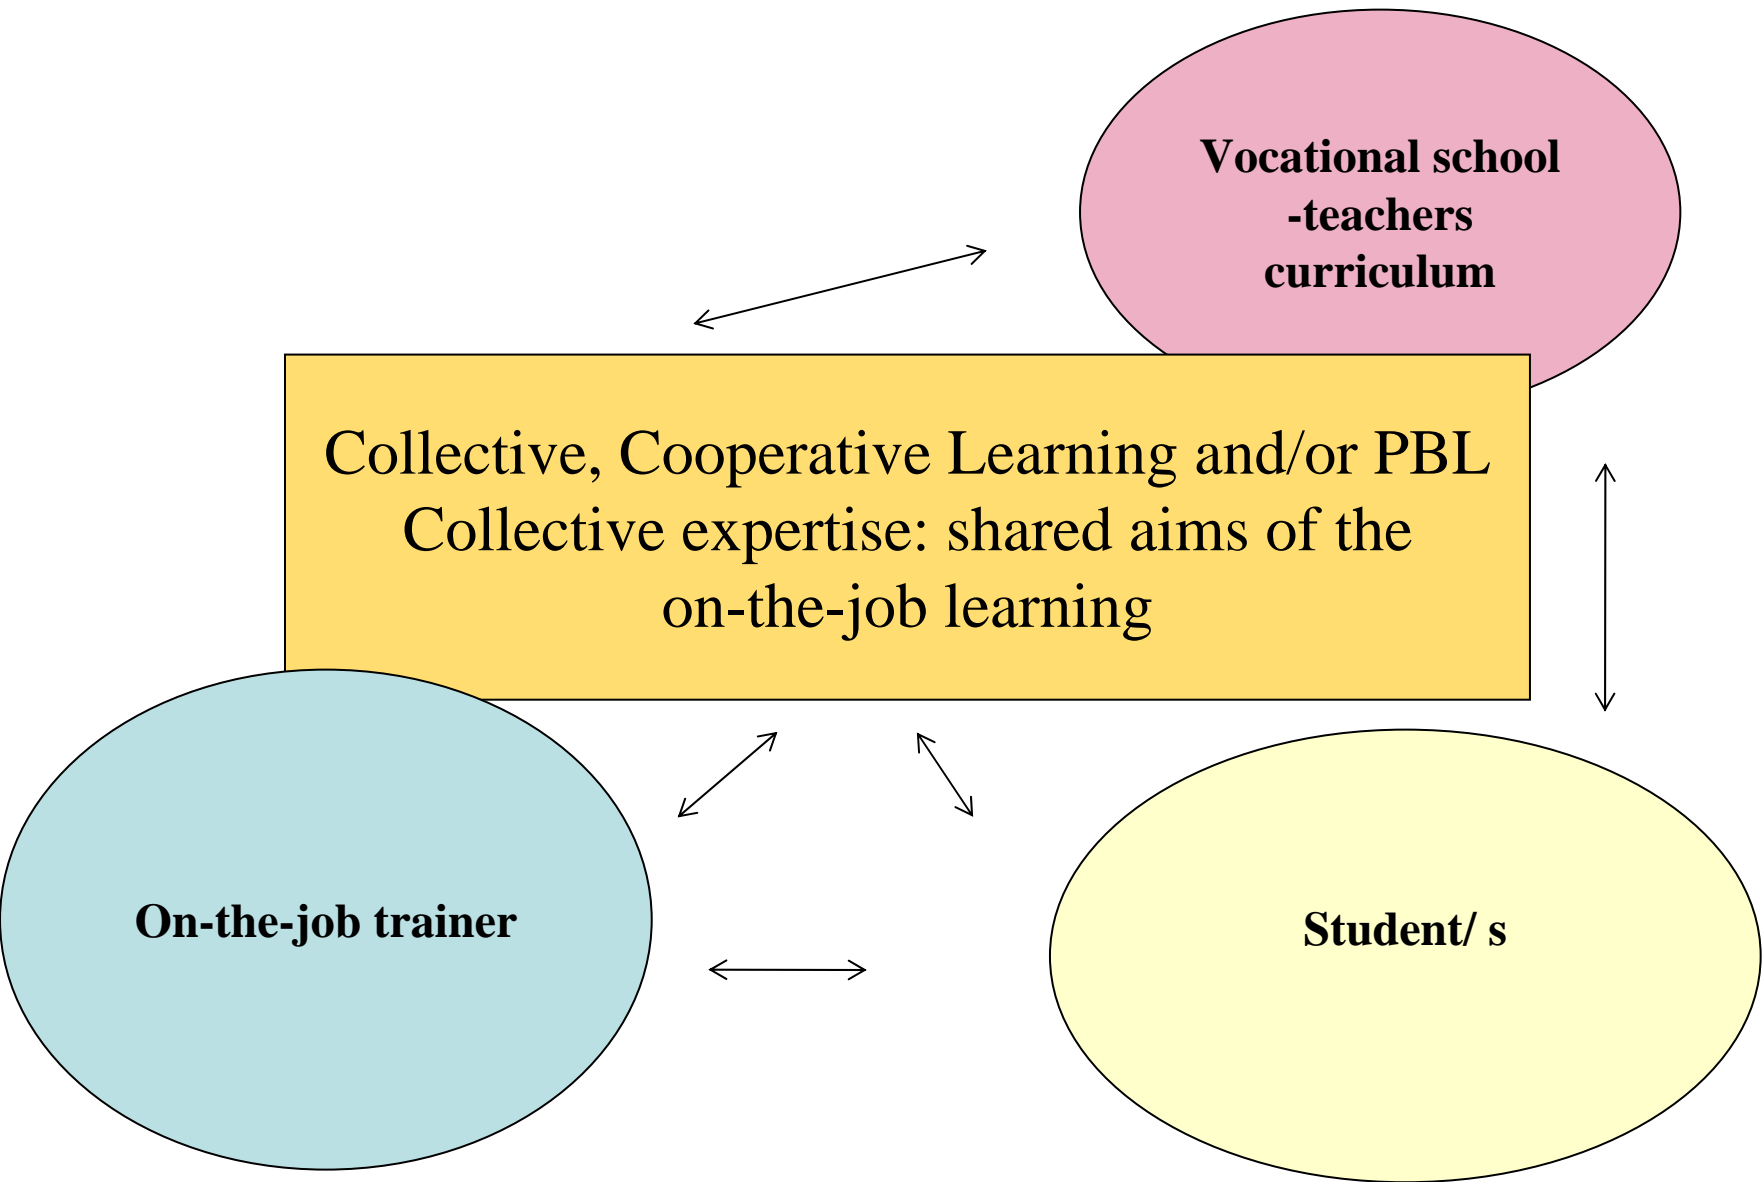 Vocational school
-teachers
curriculum
Collective, Cooperative Learning and/or PBL
Collective expertise: shared aims of the
on-the-job learning
On-the-job trainer
Student/ s